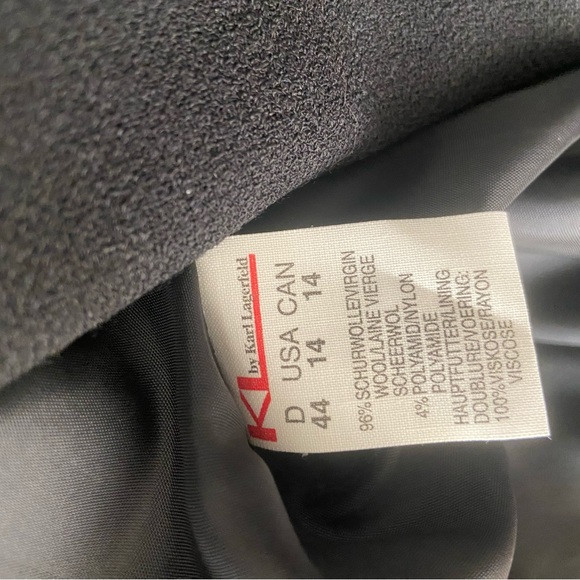 KL by Karl Lagerfeld
D USA CAN
44 14 14
96% SCHURWOLLE/VIRGIN
WOOL/LAINE VIERGE
SCHEERWOL
4% POLYAMID/NYLON
POLYAMIDE
HAUPTFUTTER/LINING
DOUBLURE/VOERING:
100%VISKOSE/RAYON
VISCOSE